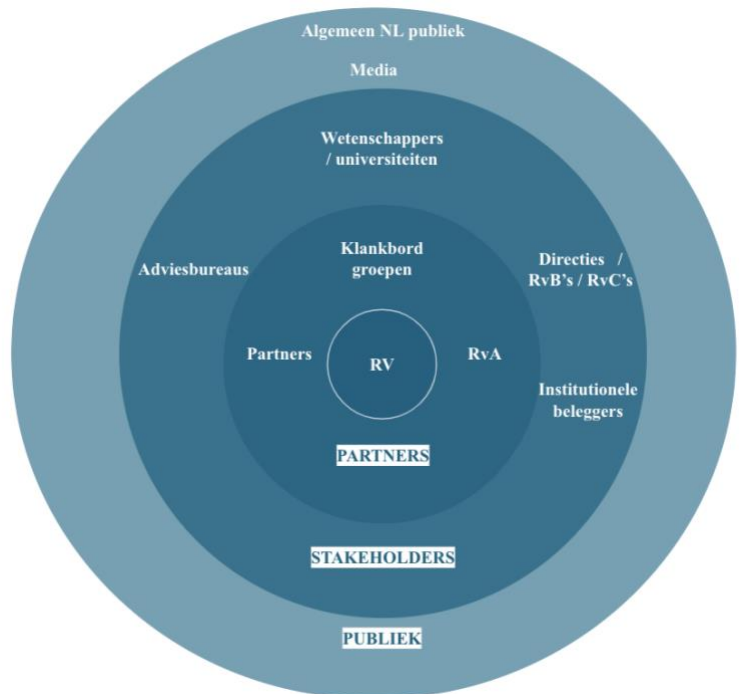 Algemeen NL publiek
Media
Wetenschappers
/ universiteiten
Klankbord
groepen
Adviesbureaus
Directies /
RvB's / RvC's
Partners
RV
RvA
Institutionele
beleggers
PARTNERS
STAKEHOLDERS
PUBLIEK